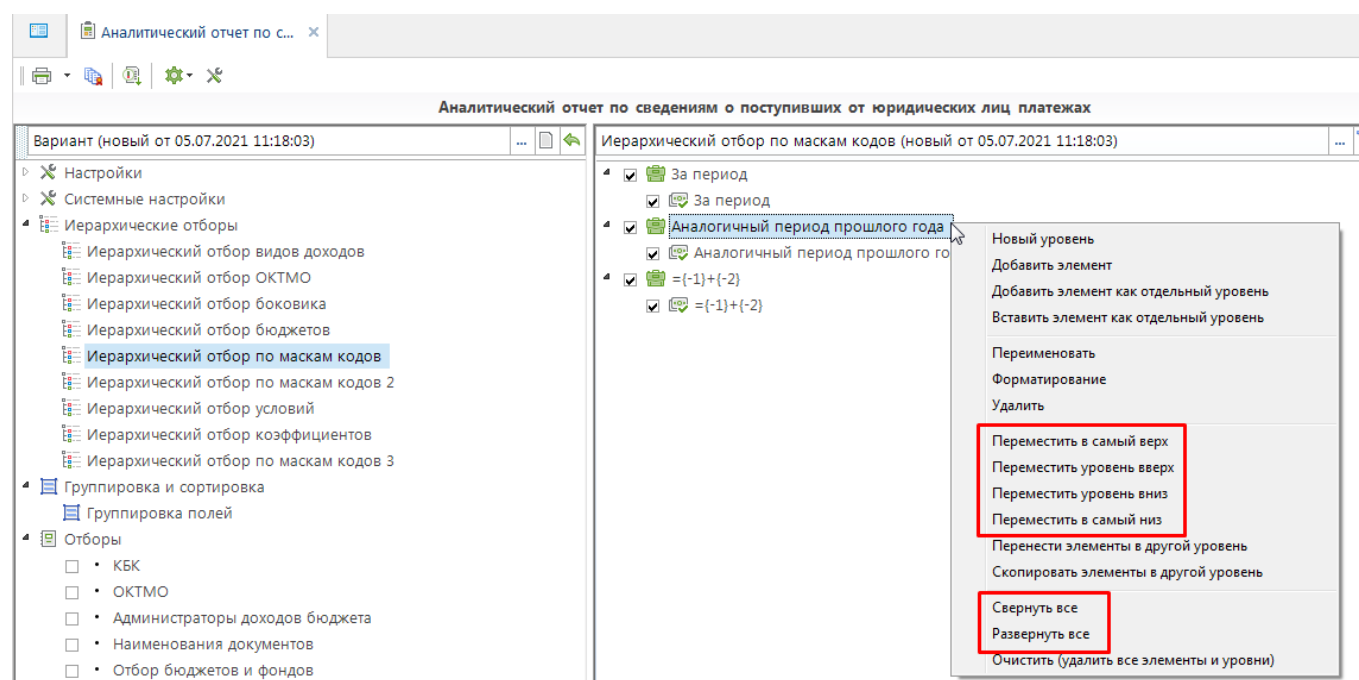 Аналитический отчет по с...
Аналитический отчет по сведениям о поступивших от юридических лиц платежах
Вариант (новый от 05.07.2021 11:18:03)
...
Настройки
Системные настройки
Иерархические отборы
Иерархический отбор видов доходов
Иерархический отбор ОКТМО
Иерархический отбор боковика
Иерархический отбор бюджетов
Иерархический отбор по маскам кодов
Иерархический отбор по маскам кодов 2
Иерархический отбор условий
Иерархический отбор коэффициентов
Иерархический отбор по маскам кодов 3
Группировка и сортировка
Группировка полей
Отборы
КБК
ОКТМО
Администраторы доходов бюджета
Наименования документов
Отбор бюджетов и фондов
Иерархический отбор по маскам кодов (новый от 05.07.2021 11:18:03)
...
За период
За период
Аналогичный период прошлого года
Аналогичный период прошлого го
={-1}+{-2}
={-1}+{-2}
Новый уровень
Добавить элемент
Добавить элемент как отдельный уровень
Вставить элемент как отдельный уровень
Переименовать
Форматирование
Удалить
Переместить в самый верх
Переместить уровень вверх
Переместить уровень вниз
Переместить в самый низ
Перенести элементы в другой уровень
Скопировать элементы в другой уровень
Свернуть все
Развернуть все
Очистить (удалить все элементы и уровни)